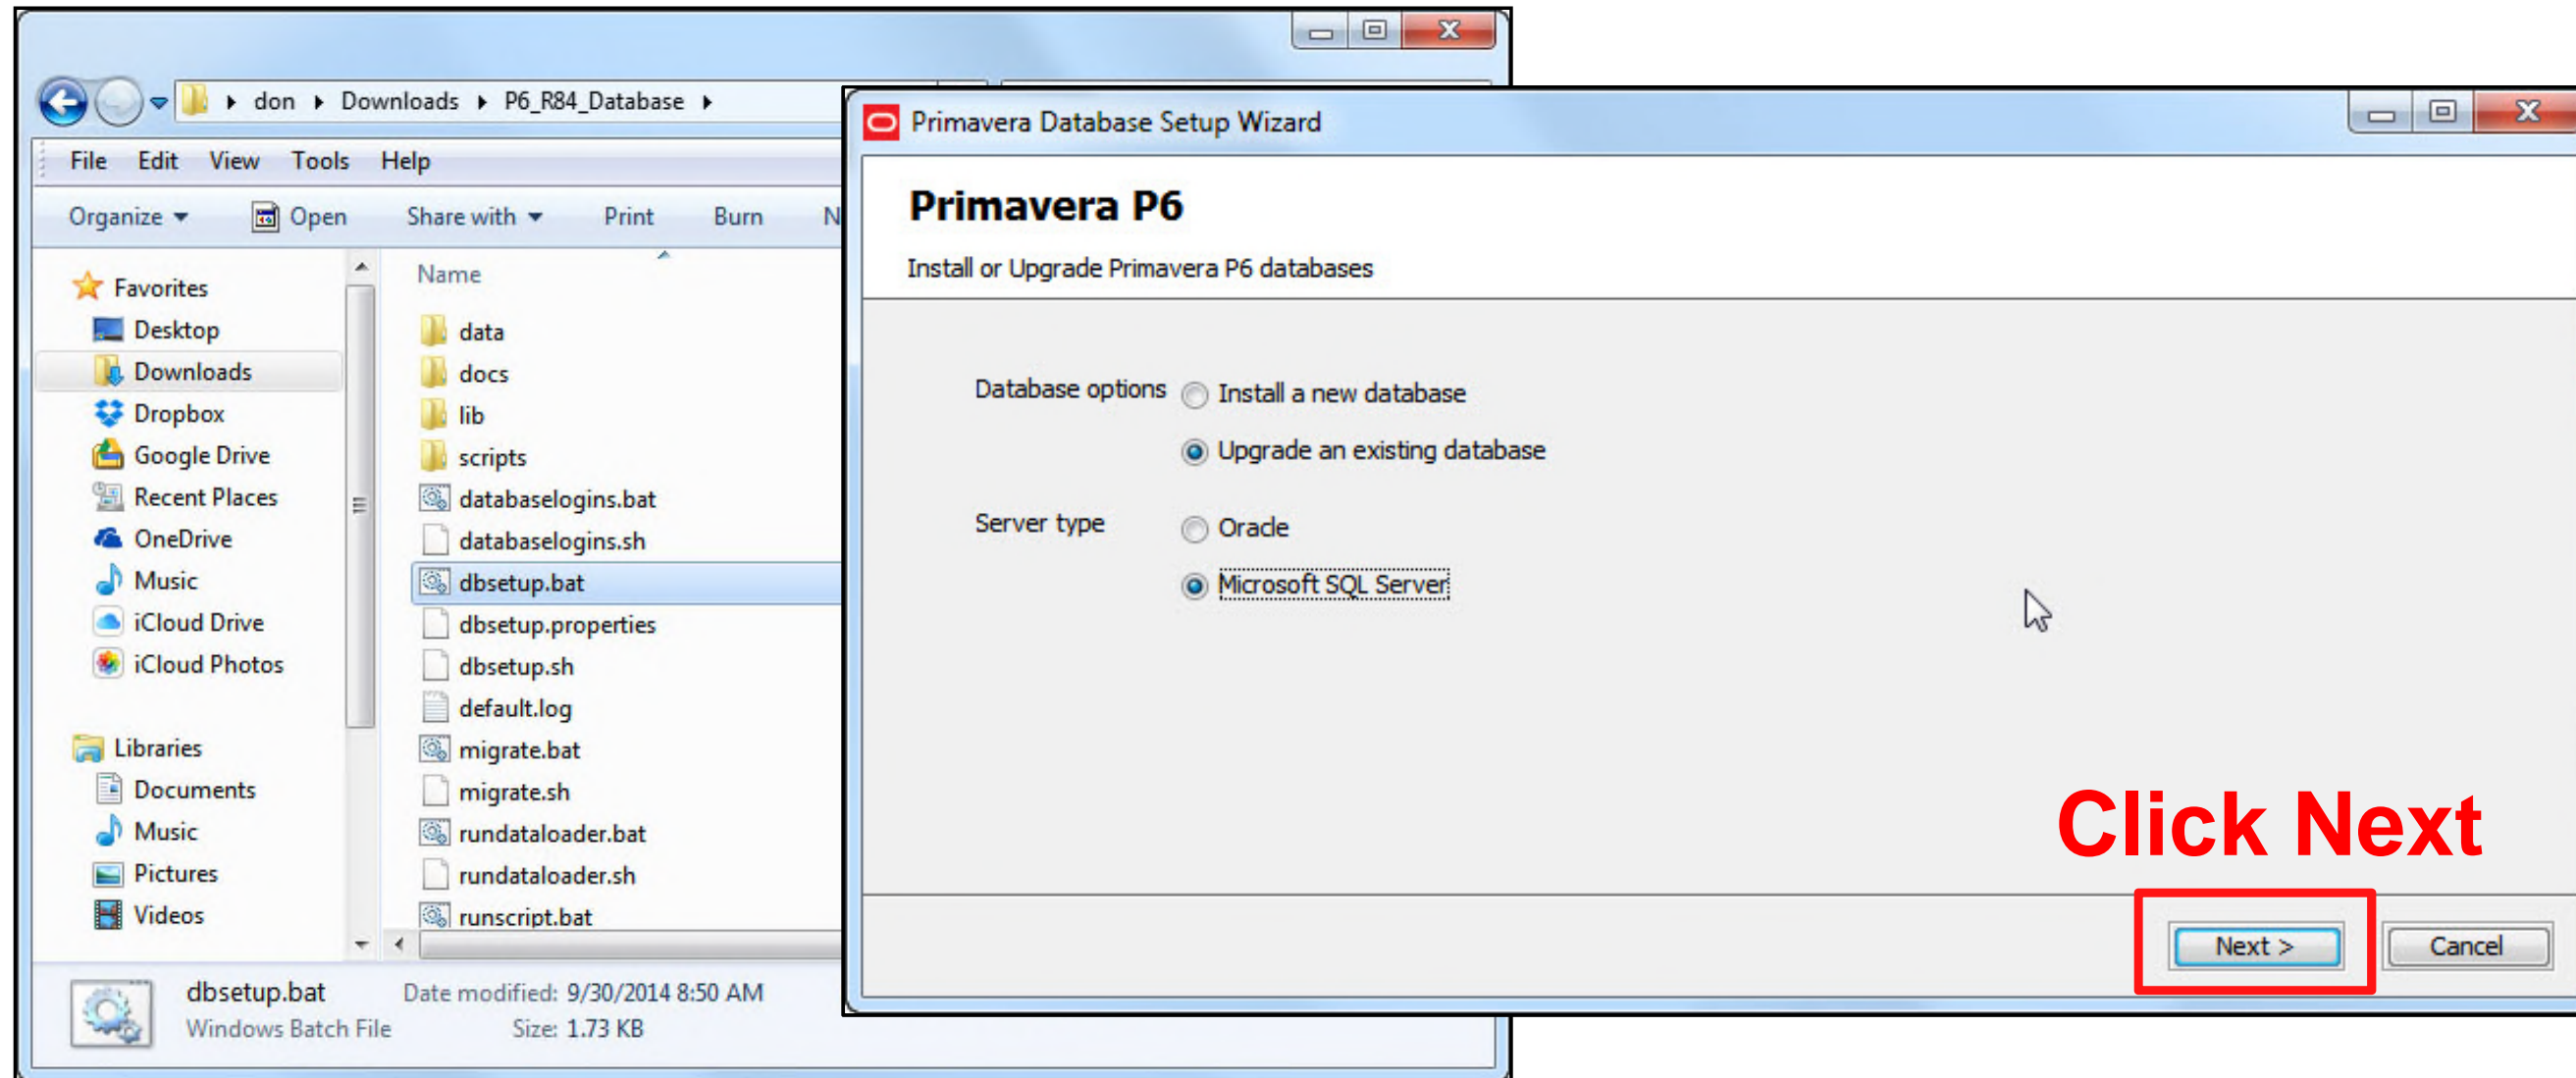 don Downloads P6_R84_Database
File Edit View Tools Help
Organize Open Share with Print Burn N
Favorites
Desktop
Downloads
Dropbox
Google Drive
Recent Places
OneDrive
Music
iCloud Drive
iCloud Photos
Libraries
Documents
Music
Pictures
Videos
Name
data
docs
lib
scripts
databaselogins.bat
databaselogins.sh
dbsetup.bat
dbsetup.properties
dbsetup.sh
default.log
migrate.bat
migrate.sh
rundataloader.bat
rundataloader.sh
runscript.bat
dbsetup.bat Date modified: 9/30/2014 8:50 AM
Windows Batch File Size: 1.73 KB
Primavera Database Setup Wizard
Primavera P6
Install or Upgrade Primavera P6 databases
Database options Install a new database
Upgrade an existing database
Server type Oracle
Microsoft SQL Server
Click Next
Next > Cancel